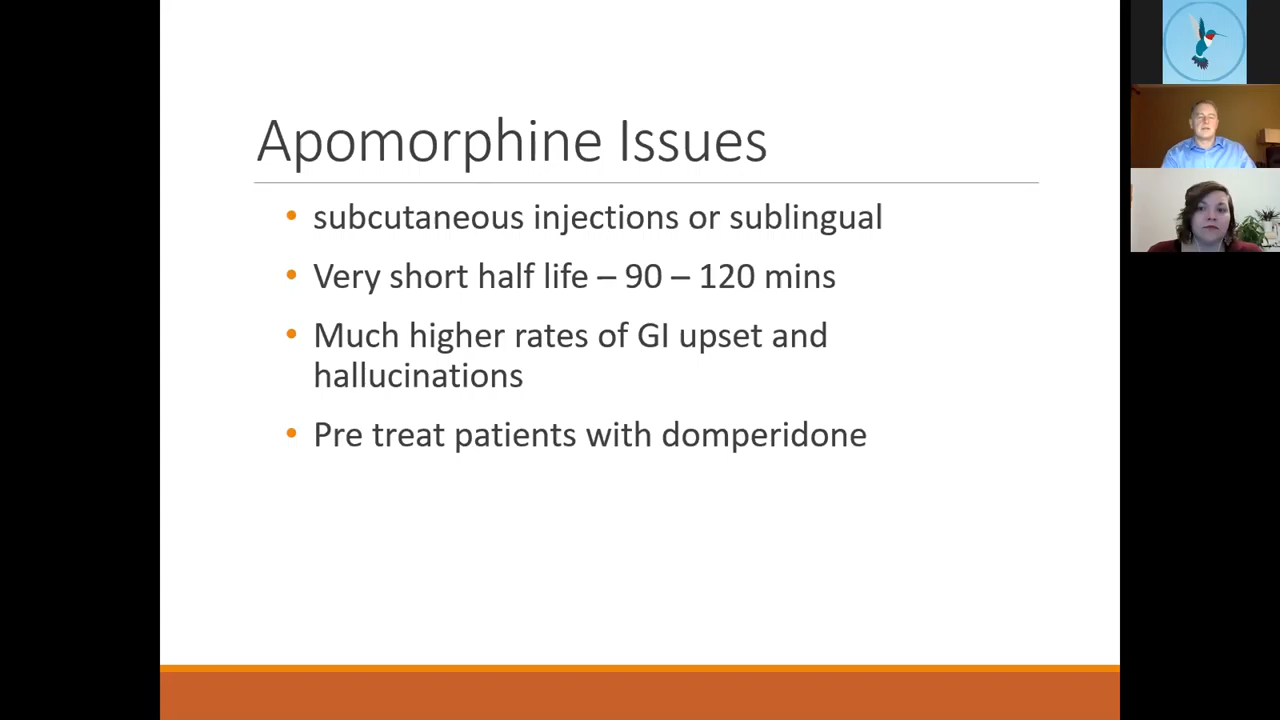 Apomorphine Issues
• subcutaneous injections or sublingual
• Very short half life – 90 – 120 mins
• Much higher rates of GI upset and
hallucinations
• Pre treat patients with domperidone